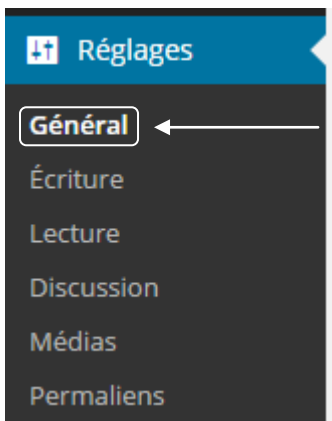 Réglages
Général
Écriture
Lecture
Discussion
Médias
Permaliens